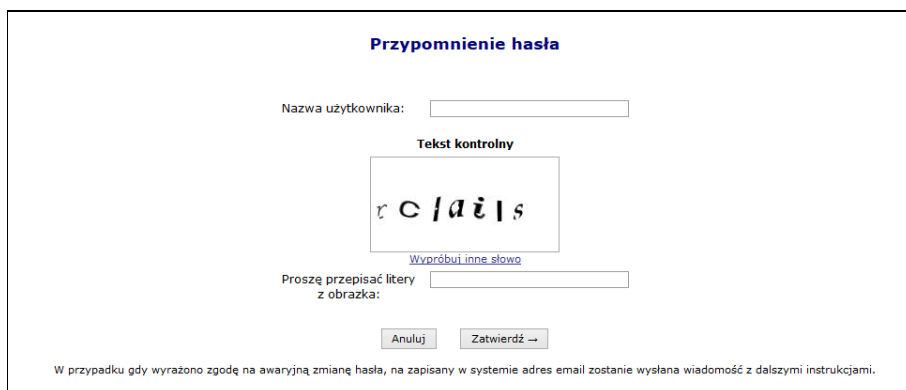 Przypomnienie hasła
Nazwa użytkownika:
Tekst kontrolny
Wypróbuj inne słowo
Proszę przepisać litery
z obrazka:
Anuluj Zatwierdź →
W przypadku gdy wyrażono zgodę na awaryjną zmianę hasła, na zapisany w systemie adres email zostanie wysłana wiadomość z dalszymi instrukcjami.